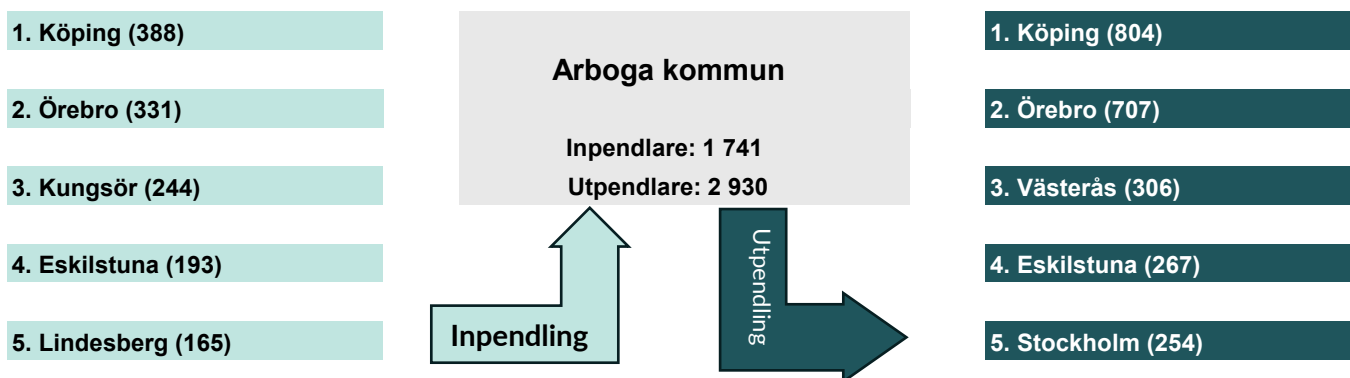 1. Köping (388)
2. Örebro (331)
3. Kungsör (244)
4. Eskilstuna (193)
5. Lindesberg (165)
Arboga kommun
Inpendlare: 1 741
Utpendlare: 2 930
Inpendling
Utpendling
1. Köping (804)
2. Örebro (707)
3. Västerås (306)
4. Eskilstuna (267)
5. Stockholm (254)